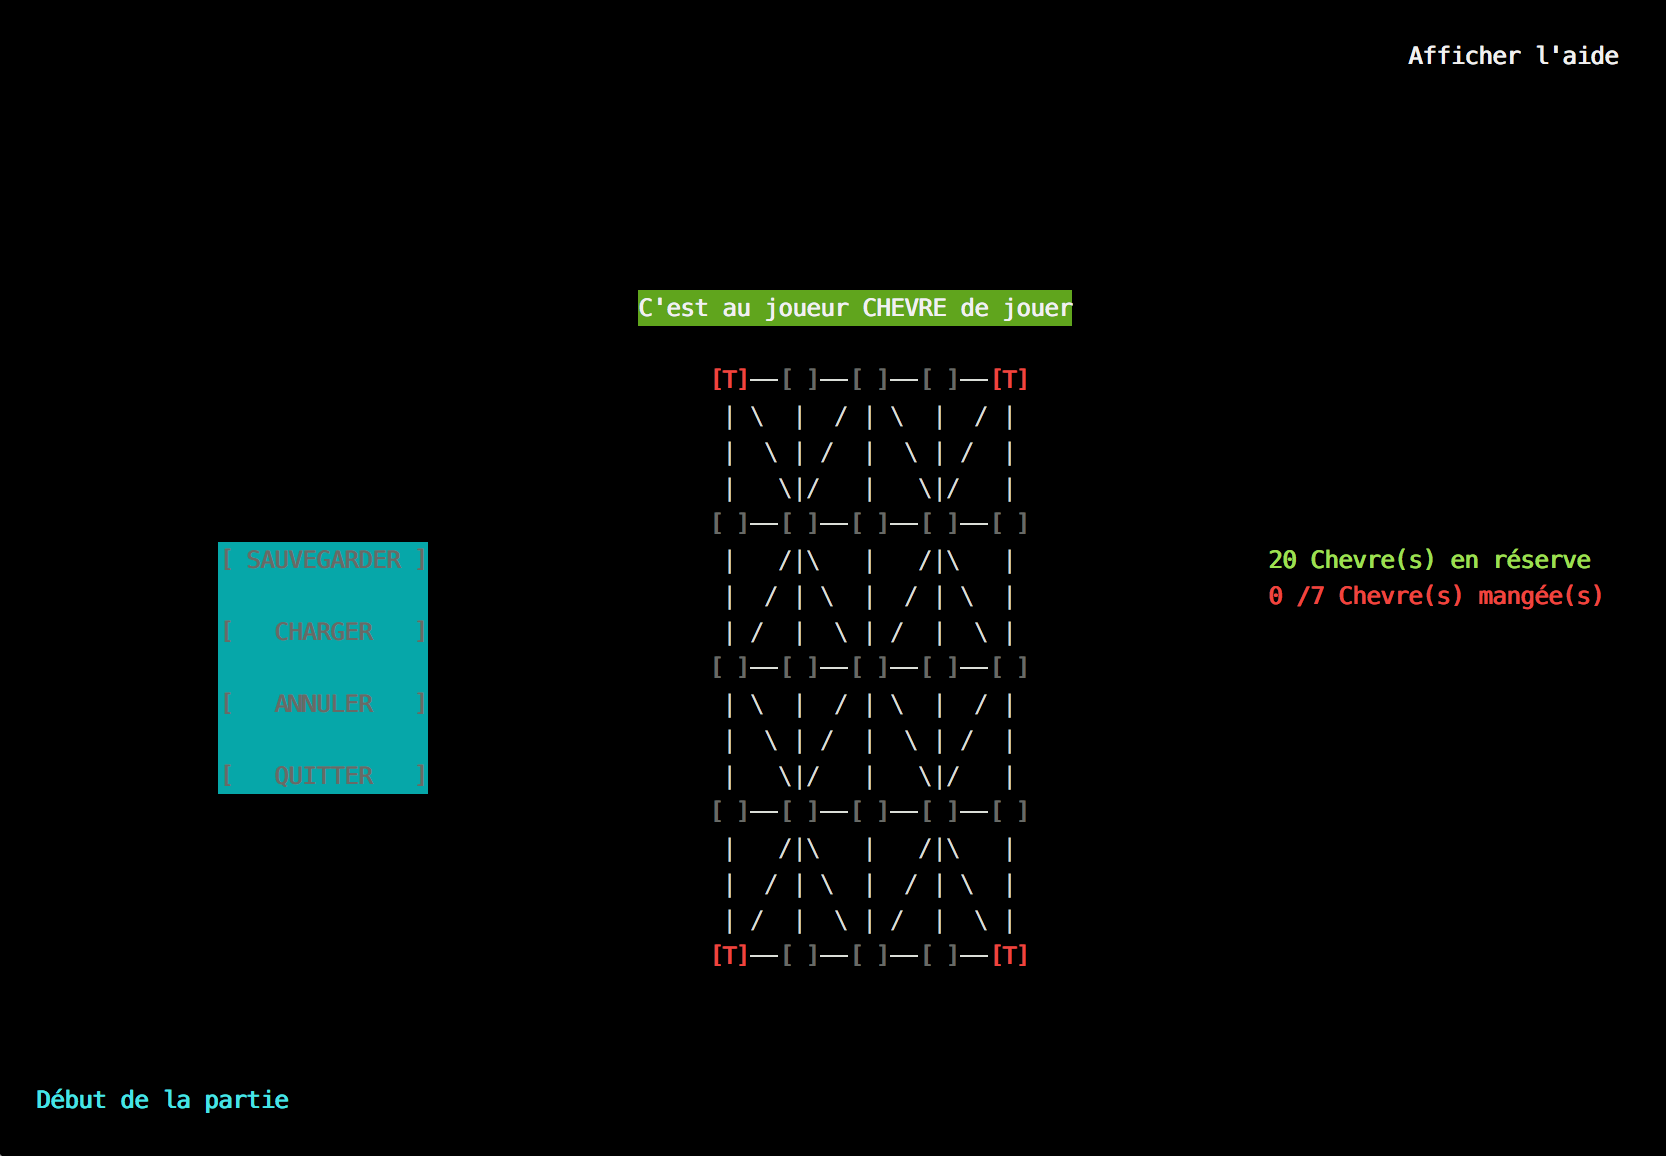 Afficher l'aide
C'est au joueur CHEVRE de jouer
[T]──[ ]──[ ]──[ ]──[T]
 | \  |  / | \  |  / |
 |  \ | /  |  \ | /  |
 |   \|/   |   \|/   |
[ ]──[ ]──[ ]──[ ]──[ ]
 |   /|\   |   /|\   |
 |  / | \  |  / | \  |
 | /  |  \ | /  |  \ |
[ ]──[ ]──[ ]──[ ]──[ ]
 | \  |  / | \  |  / |
 |  \ | /  |  \ | /  |
 |   \|/   |   \|/   |
[ ]──[ ]──[ ]──[ ]──[ ]
 |   /|\   |   /|\   |
 |  / | \  |  / | \  |
 | /  |  \ | /  |  \ |
[T]──[ ]──[ ]──[ ]──[T]
[ SAUVEGARDER ]
[   CHARGER   ]
[   ANNULER   ]
[   QUITTER   ]
20 Chevre(s) en réserve
0 /7 Chevre(s) mangée(s)
Début de la partie